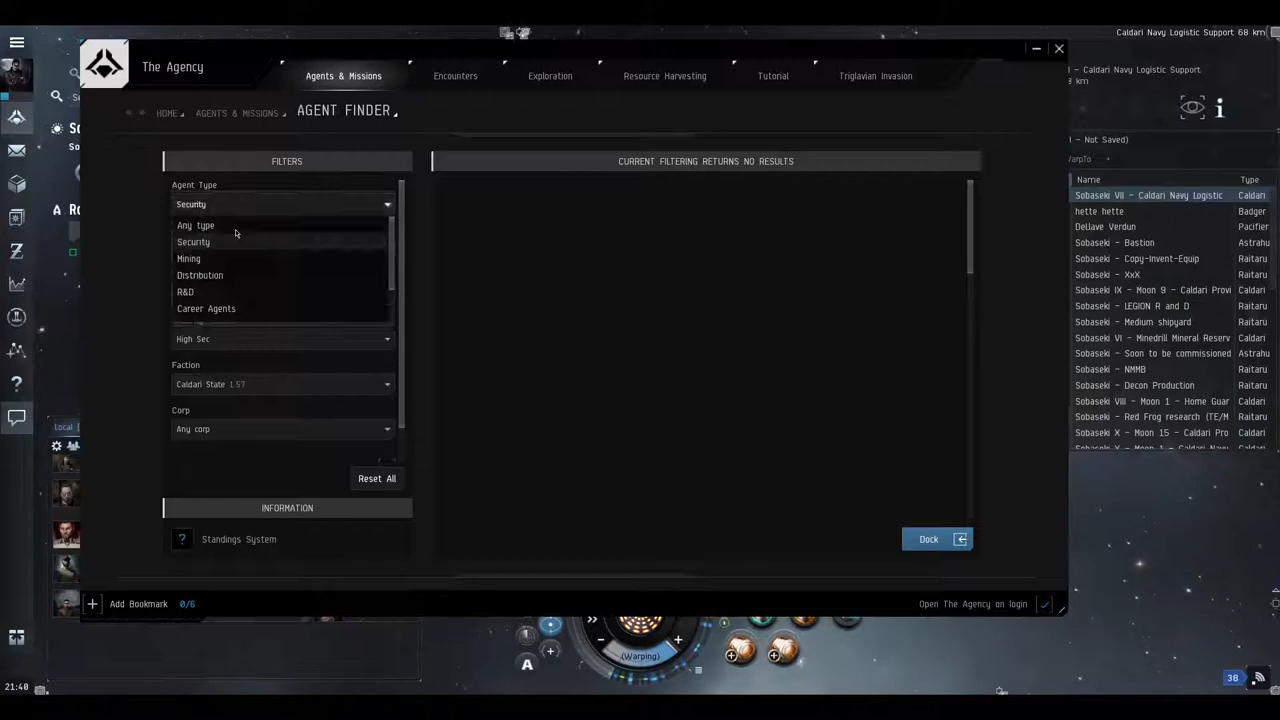 Caldari Navy Logistic Support 68 km
The Agency
Agents & Missions
Encounters
Exploration
Resource Harvesting
Tutorial
Triglavian Invasion
HOME
AGENTS & MISSIONS
AGENT FINDER
FILTERS
Agent Type
Security
Any type
Security
Mining
Distribution
R&D
Career Agents
High Sec
Faction
Caldari State 1.57
Corp
Any corp
Reset All
INFORMATION
? Standings System
CURRENT FILTERING RETURNS NO RESULTS
Dock
Add Bookmark 0/6
Open The Agency on login
I - Caldari Navy Logistic Support
8 km
- Not Saved)
WarpTo
Name Type
Sobaseki VII - Caldari Navy Logistic Caldari
hette hette Badger
Dellave Verdun Pacifier
Sobaseki - Bastion Astrahu
Sobaseki - Copy-Invent-Equip Raitaru
Sobaseki - XxX Raitaru
Sobaseki IX - Moon 9 - Caldari Provi Caldari
Sobaseki - LEGION R and D Raitaru
Sobaseki - Medium shipyard Raitaru
Sobaseki VI - Minedrill Mineral Reserv Caldari
Sobaseki - Soon to be commissioned Astrahu
Sobaseki - NMMB Raitaru
Sobaseki - Decon Production Raitaru
Sobaseki VIII - Moon 1 - Home Guar Caldari
Sobaseki - Red Frog research (TE/M Raitaru
Sobaseki X - Moon 15 - Caldari Pro Caldari
Local [
(Warping)
A
21:40
38